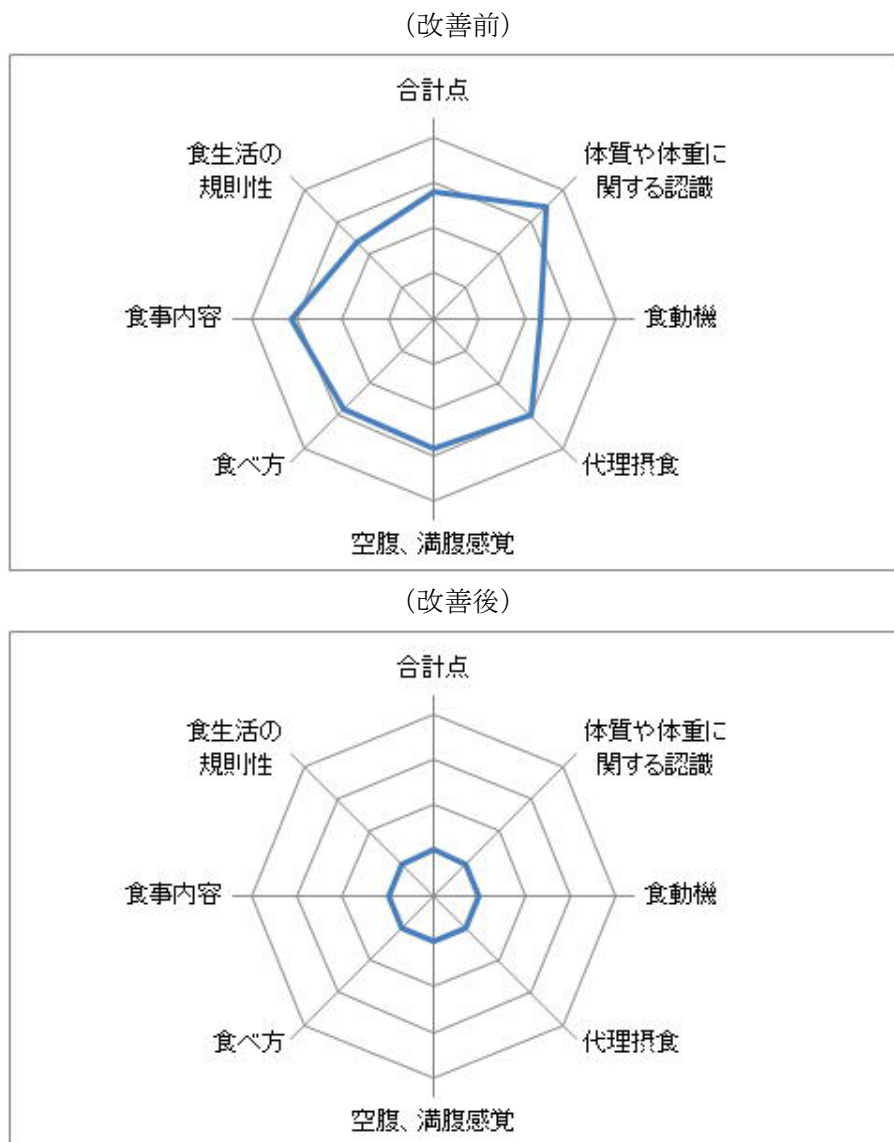 (改善前)
合計点
食生活の
規則性
体質や体重に
関する認識
食事内容
食動機
食べ方
代理摂食
空腹、満腹感覚
(改善後)
合計点
食生活の
規則性
体質や体重に
関する認識
食事内容
食動機
食べ方
代理摂食
空腹、満腹感覚